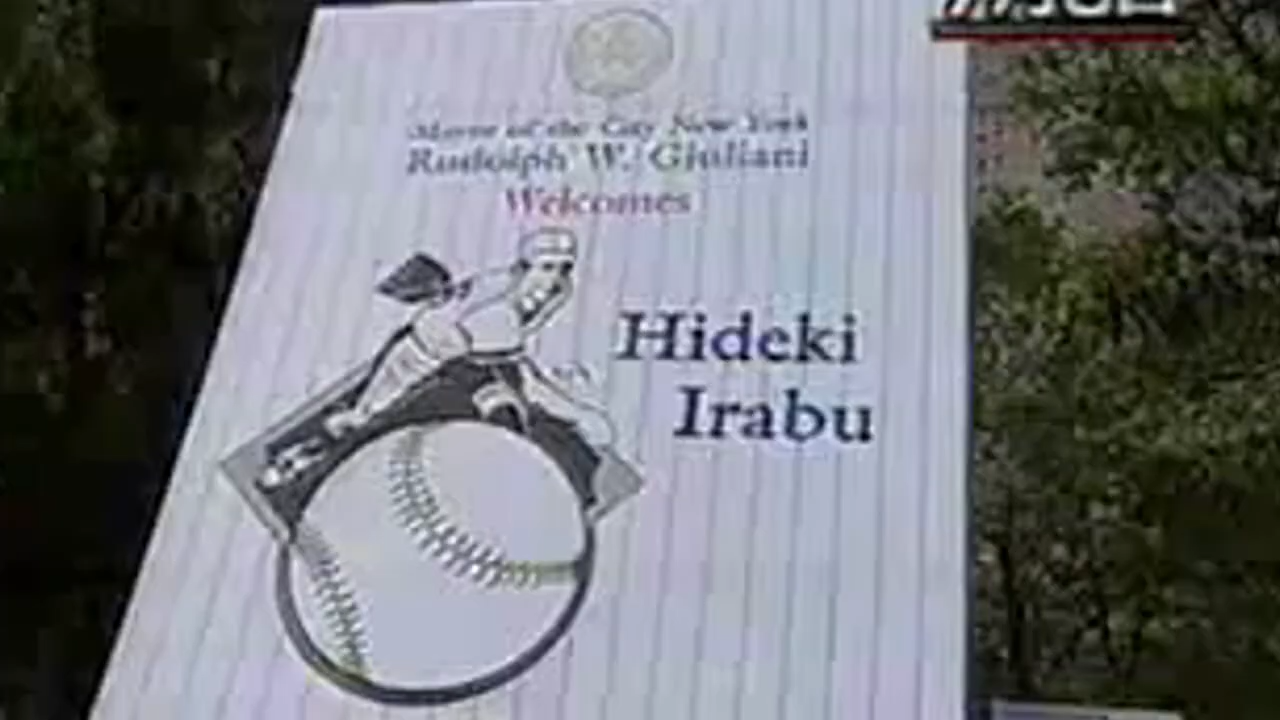 Mayor of the City New York
Rudolph W. Giuliani
Welcomes
Hideki
Irabu